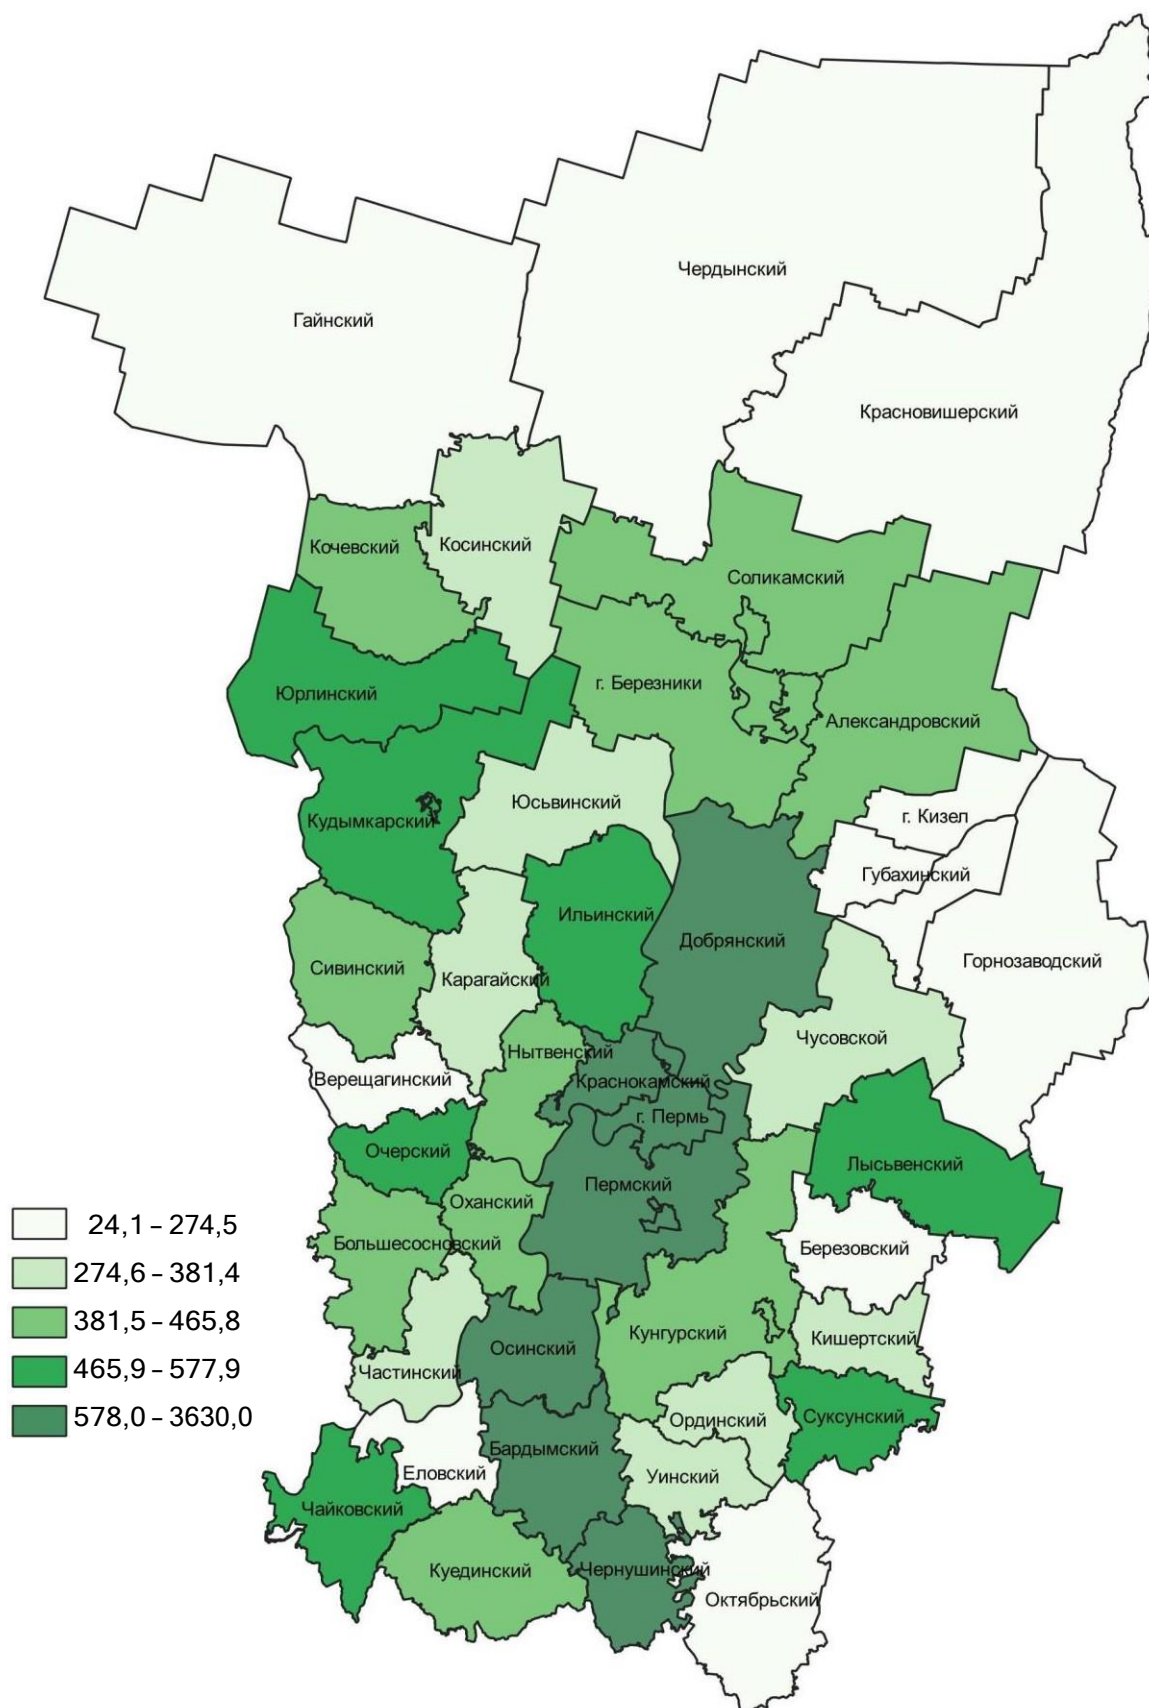 Чердынский
Гайнский
Красновишерский
Кочевский
Косинский
Соликамский
г. Березники
Юрлинский
Александровский
Юсьвинский
г. Кизел
Кудымкарский
Губахинский
Ильинский
Добрянский
Горнозаводский
Сивинский
Карагайский
Чусовской
Нытвенский
Верещагинский
Краснокамский
г. Пермь
Очерский
Лысьвенский
Пермский
Оханский
Большесосновский
Березовский
Кунгурский
Кишертский
Осинский
Частинский
Ординский
Суксунский
Бардымский
Еловский
Уинский
Чайковский
Куединский
Чернушинский
Октябрьский
24,1 – 274,5
274,6 – 381,4
381,5 – 465,8
465,9 – 577,9
578,0 – 3630,0